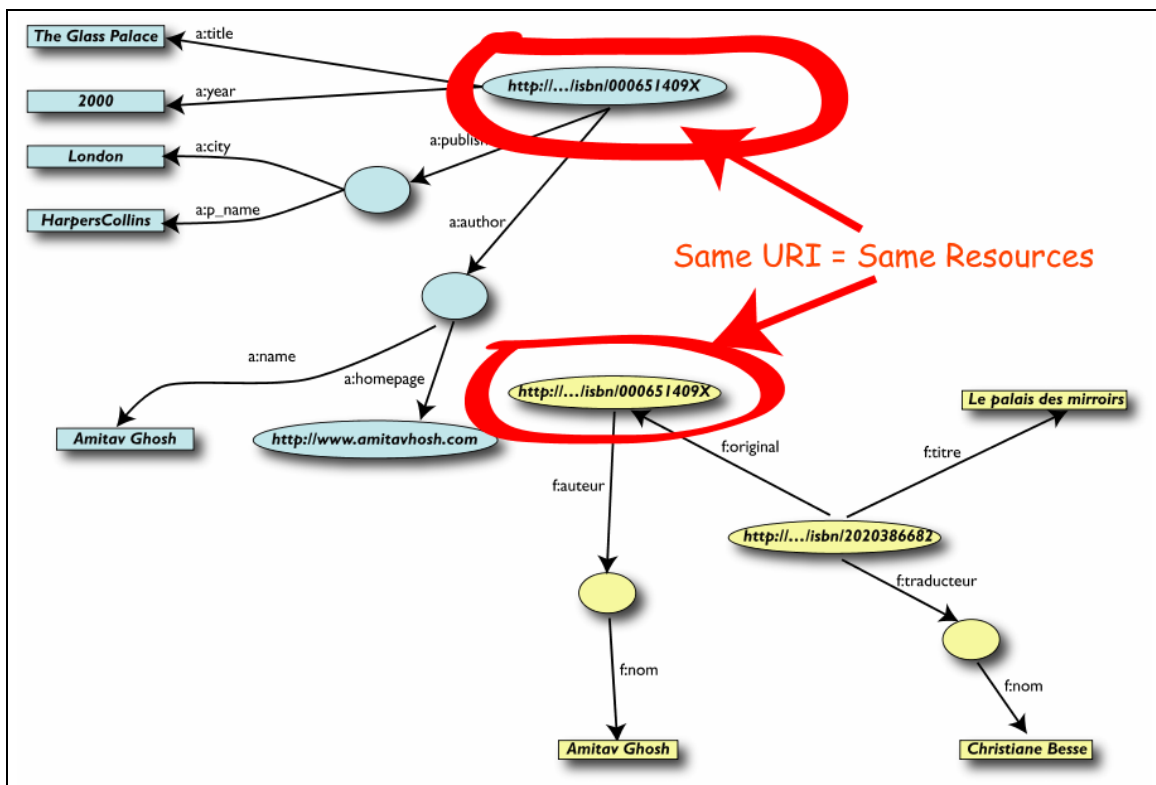 The Glass Palace
a:title
http://.../isbn/000651409X
2000
a:year
London
a:city
a:publish
HarpersCollins
a:p_name
a:author
Same URI = Same Resources
a:name
a:homepage
http://.../isbn/000651409X
Le palais des mirroirs
Amitav Ghosh
http://www.amitavhosh.com
f:original
f:titre
f:auteur
http://.../isbn/2020386682
f:traducteur
f:nom
f:nom
Amitav Ghosh
Christiane Besse